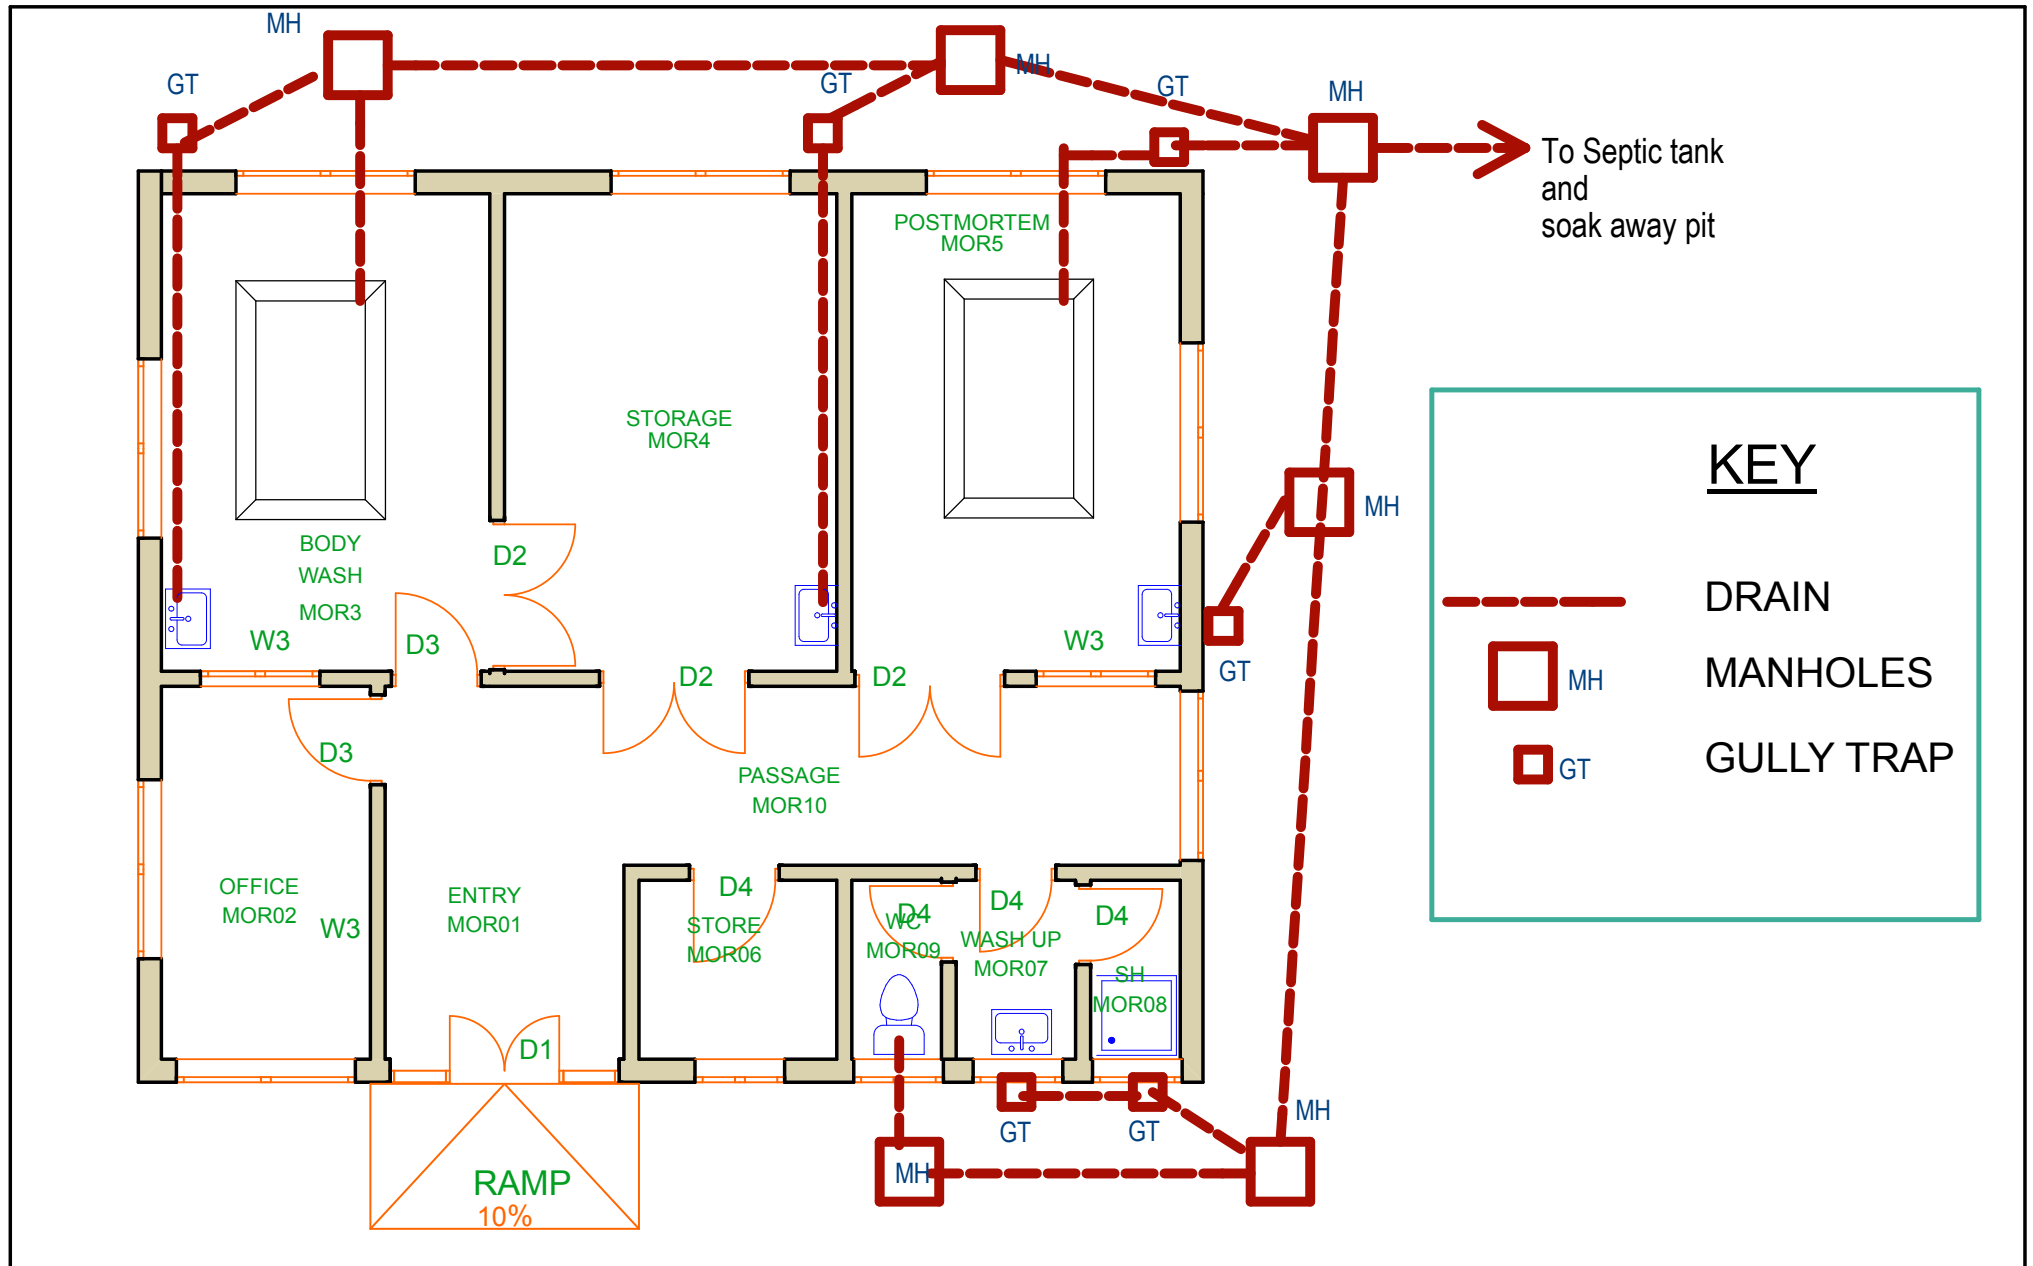 MH
GT
GT
MH
GT
MH
To Septic tank
and
soak away pit
POSTMORTEM
MOR5
STORAGE
MOR4
KEY
MH
BODY
WASH
MOR3
D2
DRAIN
W3
D3
D2
D2
W3
GT
MH
MANHOLES
D3
PASSAGE
MOR10
GT
GULLY TRAP
OFFICE
MOR02
W3
ENTRY
MOR01
D4
STORE
MOR06
D4
WC
MOR09
D4
WASH UP
MOR07
D4
SH
MOR08
D1
GT
GT
MH
MH
RAMP
10%